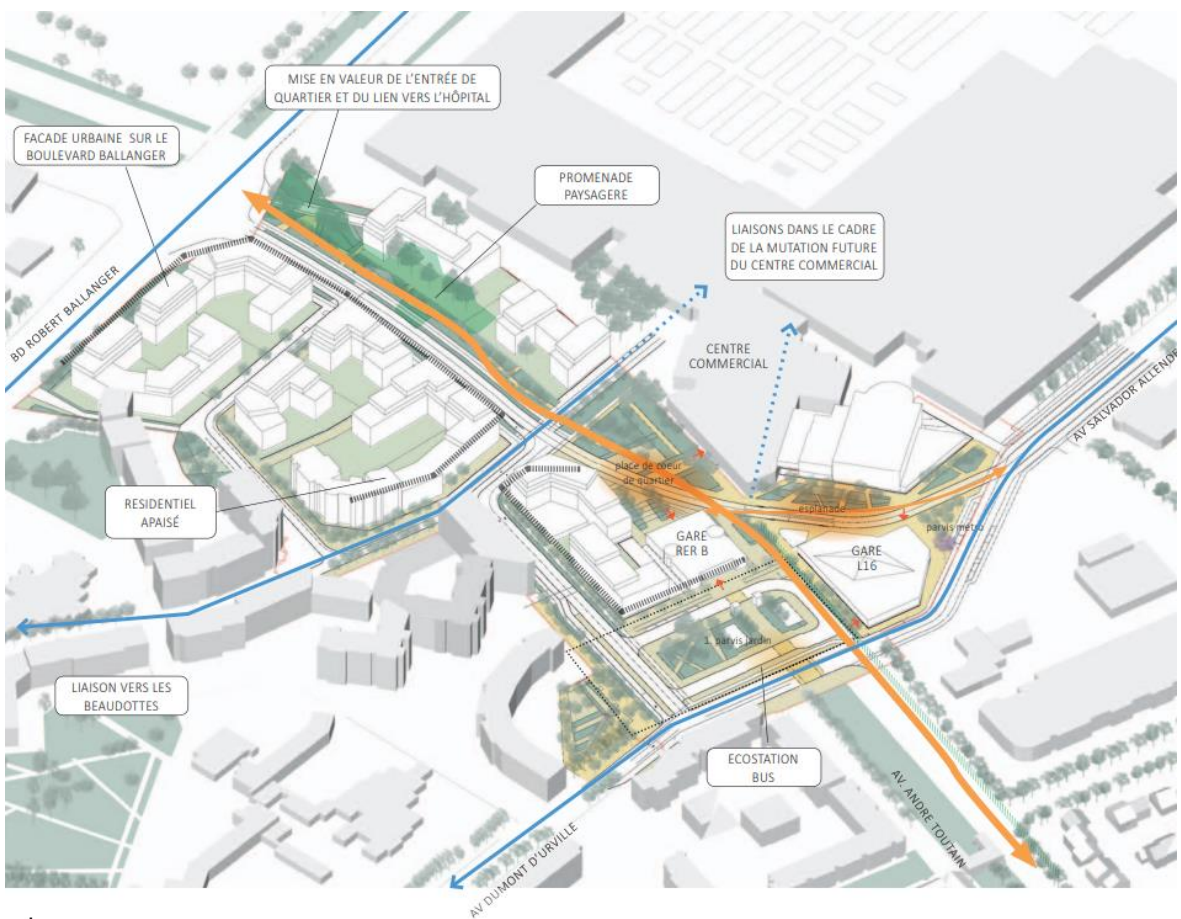 MISE EN VALEUR DE L'ENTRÉE DE
QUARTIER ET DU LIEN VERS L'HÔPITAL
FACADE URBAINE SUR LE
BOULEVARD BALLANGER
PROMENADE
PAYSAGERE
LIAISONS DANS LE CADRE
DE LA MUTATION FUTURE
DU CENTRE COMMERCIAL
BD ROBERT BALLANGER
CENTRE
COMMERCIAL
AV SALVADOR ALLENDE
place de coeur
de quartier
esplanade
parvis métro
RESIDENTIEL
APAISÉ
GARE
RER B
GARE
L16
1. parvis jardin
LIAISON VERS LES
BEAUDOTTES
ECOSTATION
BUS
AV. ANDRE TOUTAIN
AV DUMONT D'URVILLE